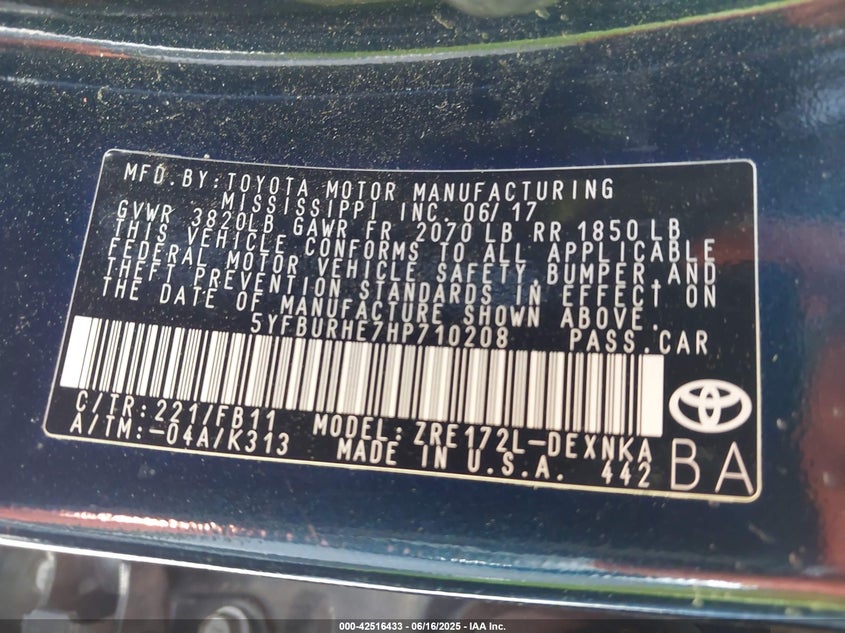 MFD.BY:TOYOTA MOTOR MANUFACTURING
MISSISSIPPI INC. 06/17
GVWR 3820LB GAWR FR 2070 LB RR 1850 LB
THIS VEHICLE CONFORMS TO ALL APPLICABLE
FEDERAL MOTOR VEHICLE SAFETY,BUMPER,AND
THEFT PREVENTION STANDARDS IN EFFECT ON
THE DATE OF MANUFACTURE SHOWN ABOVE.
5YFBURHE7HP710208 PASS.CAR
C/TR:221/FB11 MODEL:ZRE172L-DEXNKA
A/TM:-04A/K313 MADE IN U.S.A. 442
BA
000-42516433 - 06/16/2025 - IAA Inc.